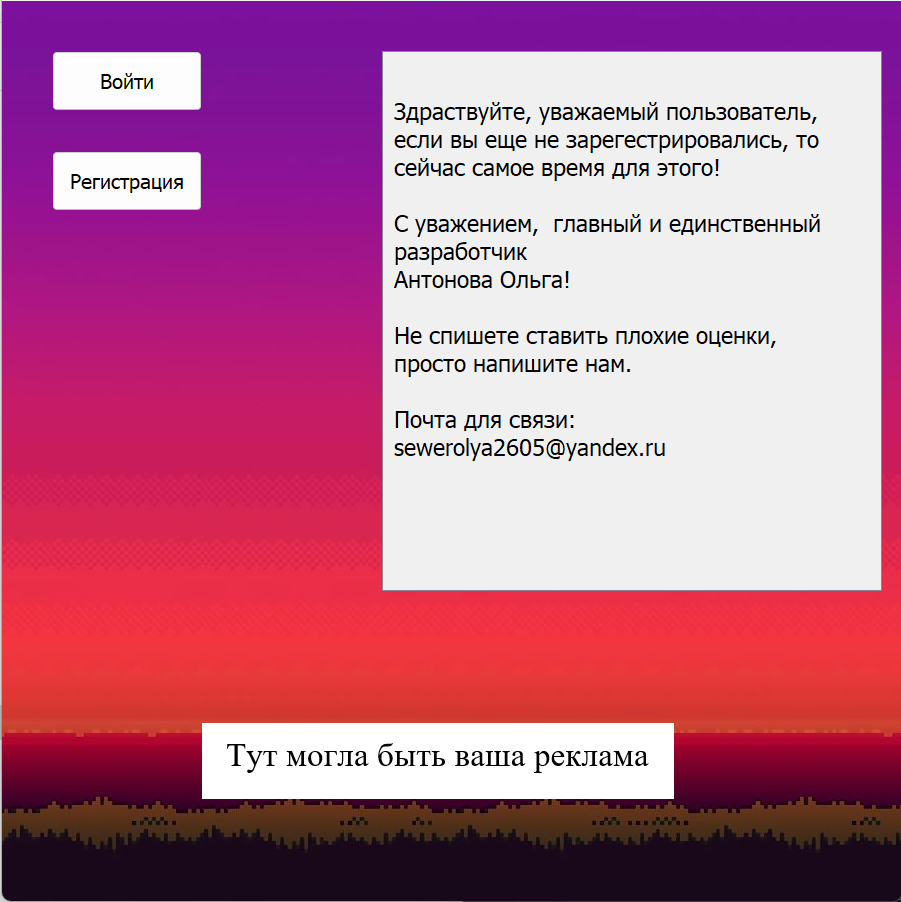 Войти
Регистрация
Здраствуйте, уважаемый пользователь,
если вы еще не зарегестрировались, то
сейчас самое время для этого!
С уважением,  главный и единственный
разработчик
Антонова Ольга!
Не спишете ставить плохие оценки,
просто напишите нам.
Почта для связи:
sewerolya2605@yandex.ru
Тут могла быть ваша реклама